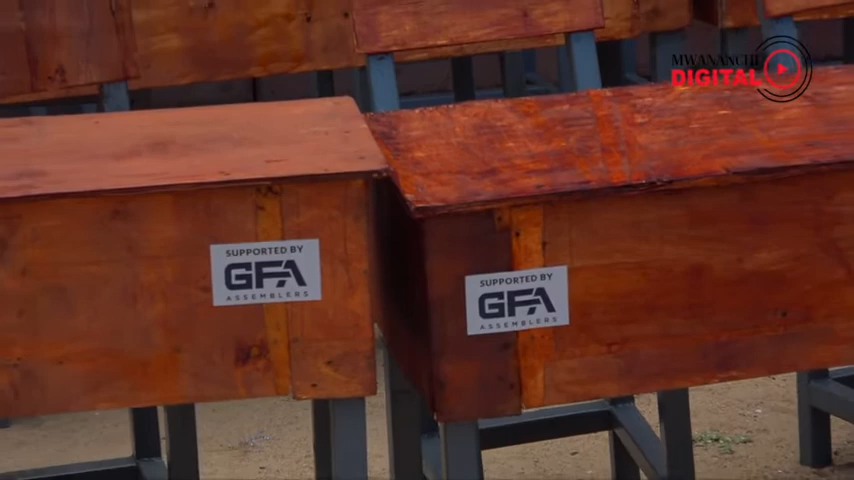 MWANANCHI
DIGITAL
SUPPORTED BY
GFA
ASSEMBLERS
SUPPORTED BY
GFA
ASSEMBLERS